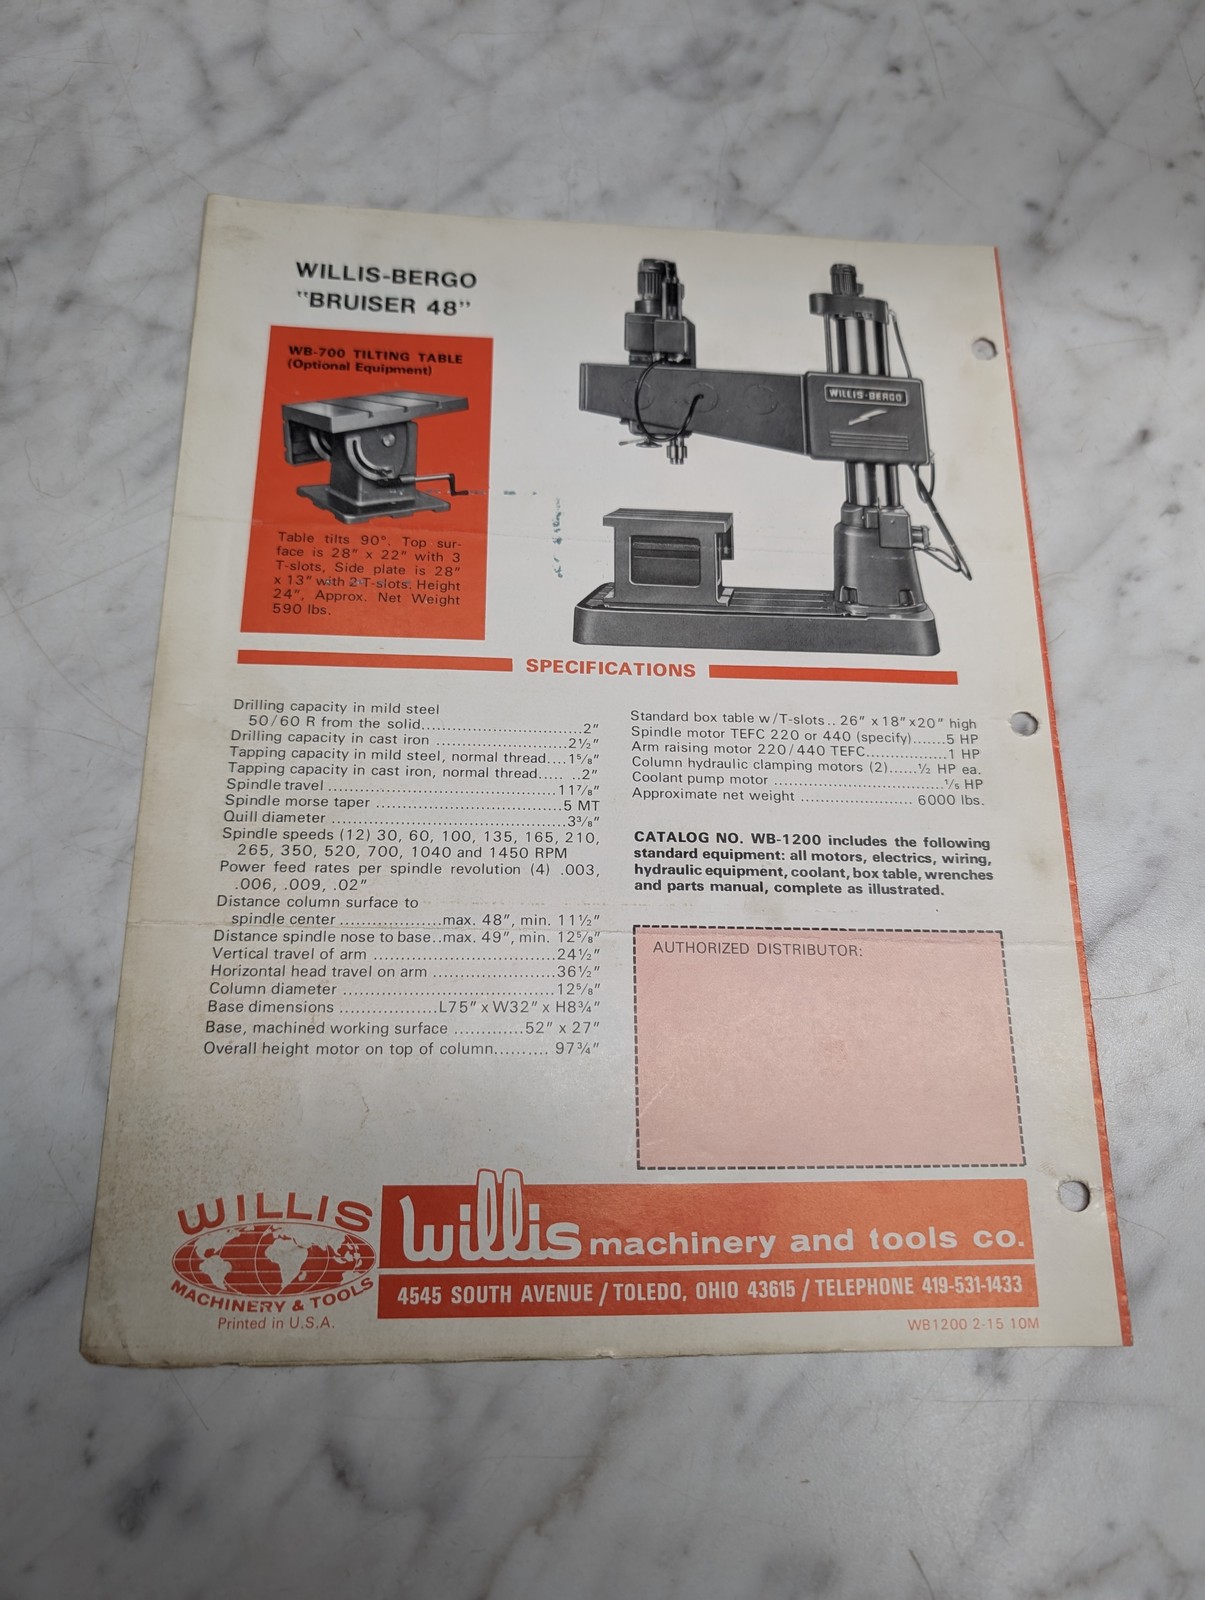 WILLIS-BERGO
"BRUISER 48"
WB-700 TILTING TABLE
(Optional Equipment)
Table tilts 90°. Top sur-
face is 28" x 22" with 3
T-slots, Side plate is 28"
x 13" with 2 T-slots. Height
24", Approx. Net Weight
590 lbs.
WILLIS-BERGO
SPECIFICATIONS
Drilling capacity in mild steel
50/60 R from the solid..............................2"
Drilling capacity in cast iron ........................2½"
Tapping capacity in mild steel, normal thread....1⅝"
Tapping capacity in cast iron, normal thread..... ..2"
Spindle travel ..........................................11⅞"
Spindle morse taper ..................................5 MT
Quill diameter ...........................................3⅜"
Spindle speeds (12) 30, 60, 100, 135, 165, 210,
265, 350, 520, 700, 1040 and 1450 RPM
Power feed rates per spindle revolution (4) .003,
.006, .009, .02"
Distance column surface to
spindle center ...................max. 48", min. 11½"
Distance spindle nose to base..max. 49", min. 12⅝"
Vertical travel of arm .................................24½"
Horizontal head travel on arm ......................36½"
Column diameter ......................................12⅝"
Base dimensions ..................L75" x W32" x H8¾"
Base, machined working surface ............52" x 27"
Overall height motor on top of column.......... 97¾"
Standard box table w/T-slots.. 26" x 18" x20" high
Spindle motor TEFC 220 or 440 (specify).......5 HP
Arm raising motor 220/440 TEFC...............1 HP
Column hydraulic clamping motors (2)......½ HP ea.
Coolant pump motor ...............................⅕ HP
Approximate net weight ...................... 6000 lbs.
CATALOG NO. WB-1200 includes the following
standard equipment: all motors, electrics, wiring,
hydraulic equipment, coolant, box table, wrenches
and parts manual, complete as illustrated.
AUTHORIZED DISTRIBUTOR:
WILLIS
MACHINERY & TOOLS
Printed in U.S.A.
willis machinery and tools co.
4545 SOUTH AVENUE / TOLEDO, OHIO 43615 / TELEPHONE 419-531-1433
WB1200 2-15 10M